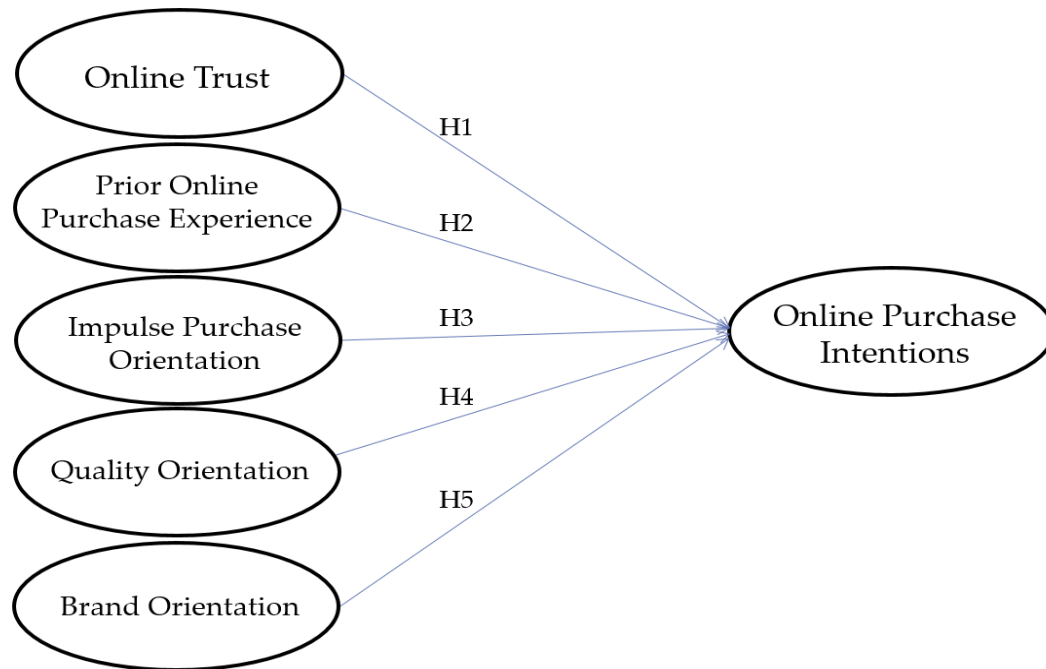 Online Trust
H1
Prior Online
Purchase Experience
H2
Impulse Purchase
Orientation
H3
Online Purchase
Intentions
H4
Quality Orientation
H5
Brand Orientation